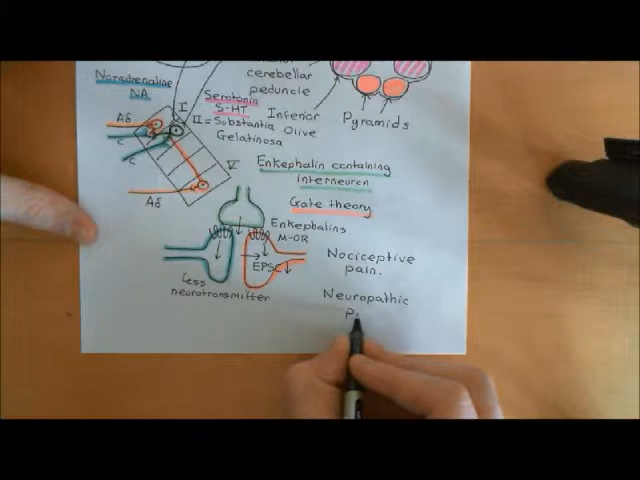 Noradrenaline
NA
cerebellar
peduncle
Inferior
Olive
Pyramids
Serotonin
5-HT
I
II = Substantia
Gelatinosa
V
Aδ
C
C
Aδ
Enkephalin containing
interneuron
Gate theory
Enkephalins
M-OR
EPSC↓
Less
neurotransmitter
Nociceptive
pain.
Neuropathic
P